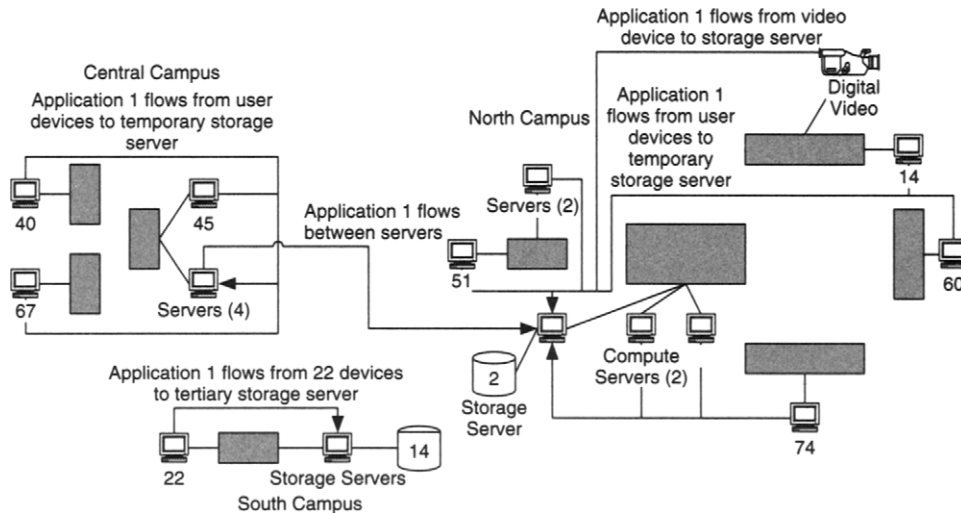 Application 1 flows from video
device to storage server
Central Campus
Application 1 flows from user
devices to temporary storage
server
Digital
Video
North Campus
Application 1
flows from user
devices to
temporary
storage server
14
40
45
Servers (2)
Application 1 flows
between servers
51
60
67
Servers (4)
Compute
Servers (2)
2
Storage
Server
74
Application 1 flows from 22 devices
to tertiary storage server
14
22
Storage Servers
South Campus